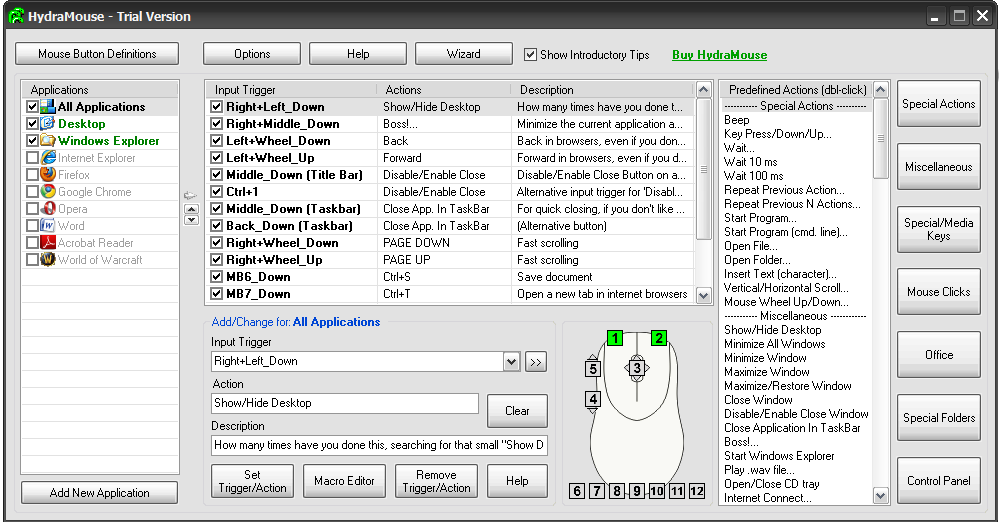 HydraMouse - Trial Version
Mouse Button Definitions
Options
Help
Wizard
Show Introductory Tips
Buy HydraMouse
Applications
All Applications
Desktop
Windows Explorer
Internet Explorer
Firefox
Google Chrome
Opera
Word
Acrobat Reader
World of Warcraft
Add New Application
Input Trigger Actions Description
Right+Left_Down Show/Hide Desktop How many times have you done t...
Right+Middle_Down Boss!... Minimize the current application a...
Left+Wheel_Down Back Back in browsers, even if you don...
Left+Wheel_Up Forward Forward in browsers, even if you d...
Middle_Down (Title Bar) Disable/Enable Close Disable/Enable Close Button on a...
Ctrl+1 Disable/Enable Close Alternative input trigger for 'Disabl...
Middle_Down (Taskbar) Close App. In TaskBar For quick closing, if you don't like ...
Back_Down (Taskbar) Close App. In TaskBar (Alternative button)
Right+Wheel_Down PAGE DOWN Fast scrolling
Right+Wheel_Up PAGE UP Fast scrolling
MB6_Down Ctrl+S Save document
MB7_Down Ctrl+T Open a new tab in internet browsers
Add/Change for: All Applications
Input Trigger
Right+Left_Down
>>
Action
Show/Hide Desktop
Clear
Description
How many times have you done this, searching for that small "Show D
Set
Trigger/Action
Macro Editor
Remove
Trigger/Action
Help
1 2
5 3
4
6 7 8 9 10 11 12
Predefined Actions (dbl-click)
----------- Special Actions -----------
Beep
Key Press/Down/Up...
Wait...
Wait 10 ms
Wait 100 ms
Repeat Previous Action...
Repeat Previous N Actions...
Start Program...
Start Program (cmd. line)...
Open File...
Open Folder...
Insert Text (character)...
Vertical/Horizontal Scroll...
Mouse Wheel Up/Down...
----------- Miscellaneous -----------
Show/Hide Desktop
Minimize All Windows
Minimize Window
Maximize Window
Maximize/Restore Window
Close Window
Disable/Enable Close Window
Close Application In TaskBar
Boss!...
Start Windows Explorer
Play .wav file...
Open/Close CD tray
Internet Connect...
Special Actions
Miscellaneous
Special/Media
Keys
Mouse Clicks
Office
Special Folders
Control Panel